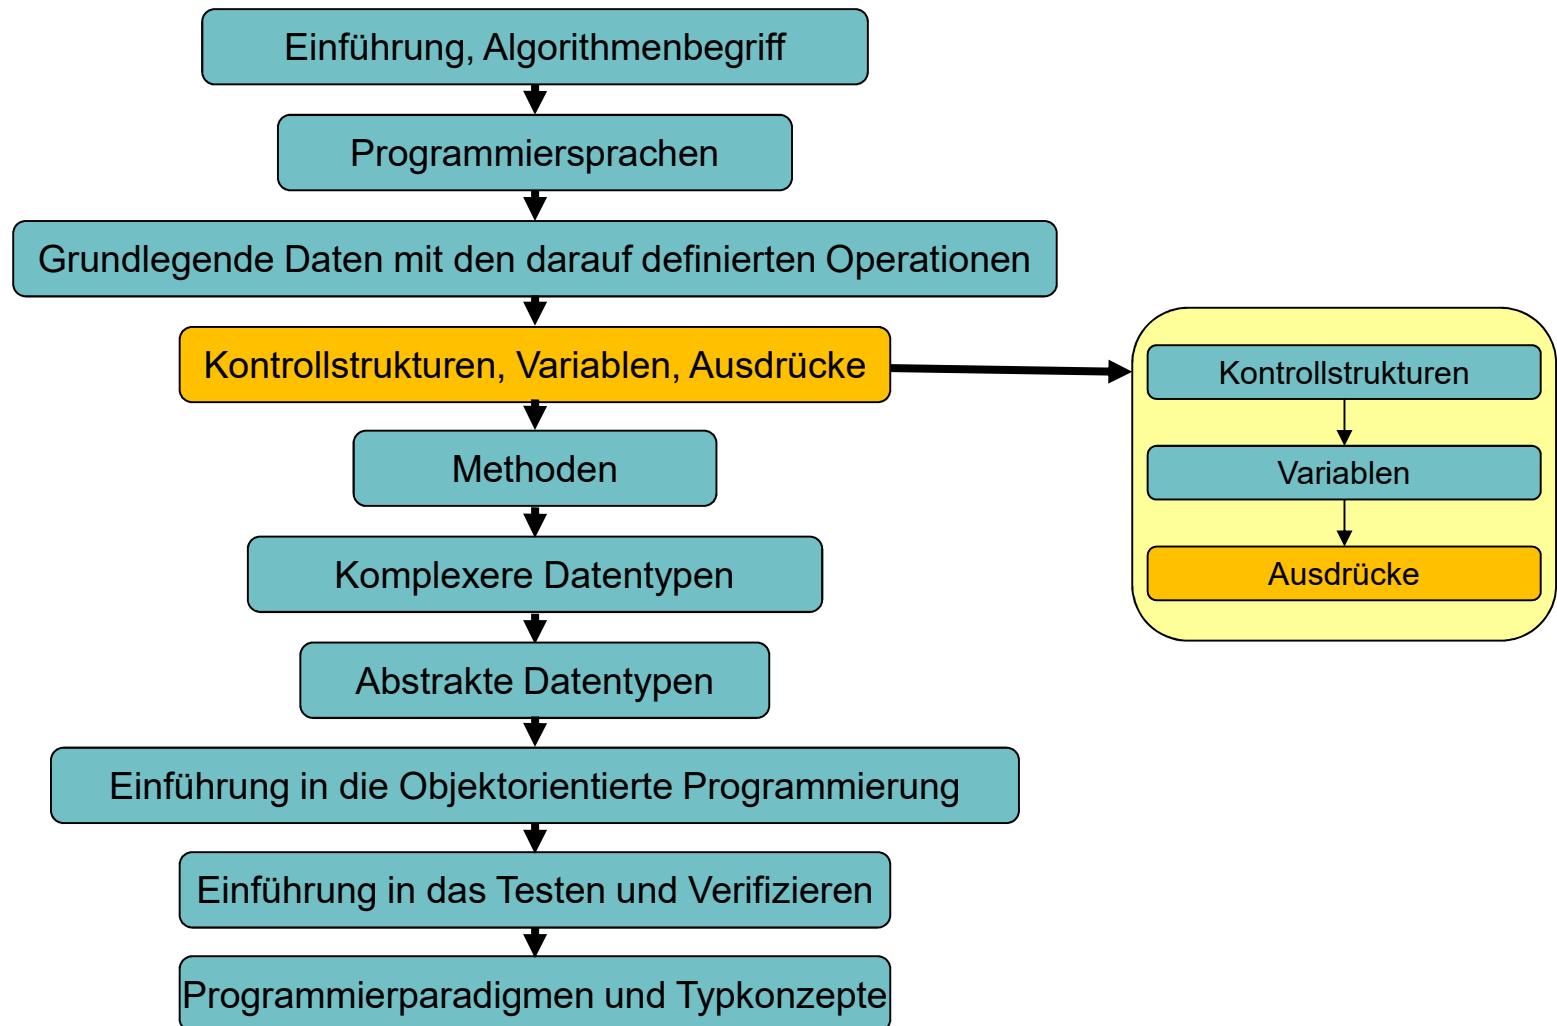 Einführung, Algorithmenbegriff
Programmiersprachen
Grundlegende Daten mit den darauf definierten Operationen
Kontrollstrukturen, Variablen, Ausdrücke
Methoden
Komplexere Datentypen
Abstrakte Datentypen
Einführung in die Objektorientierte Programmierung
Einführung in das Testen und Verifizieren
Programmierparadigmen und Typkonzepte
Kontrollstrukturen
Variablen
Ausdrücke